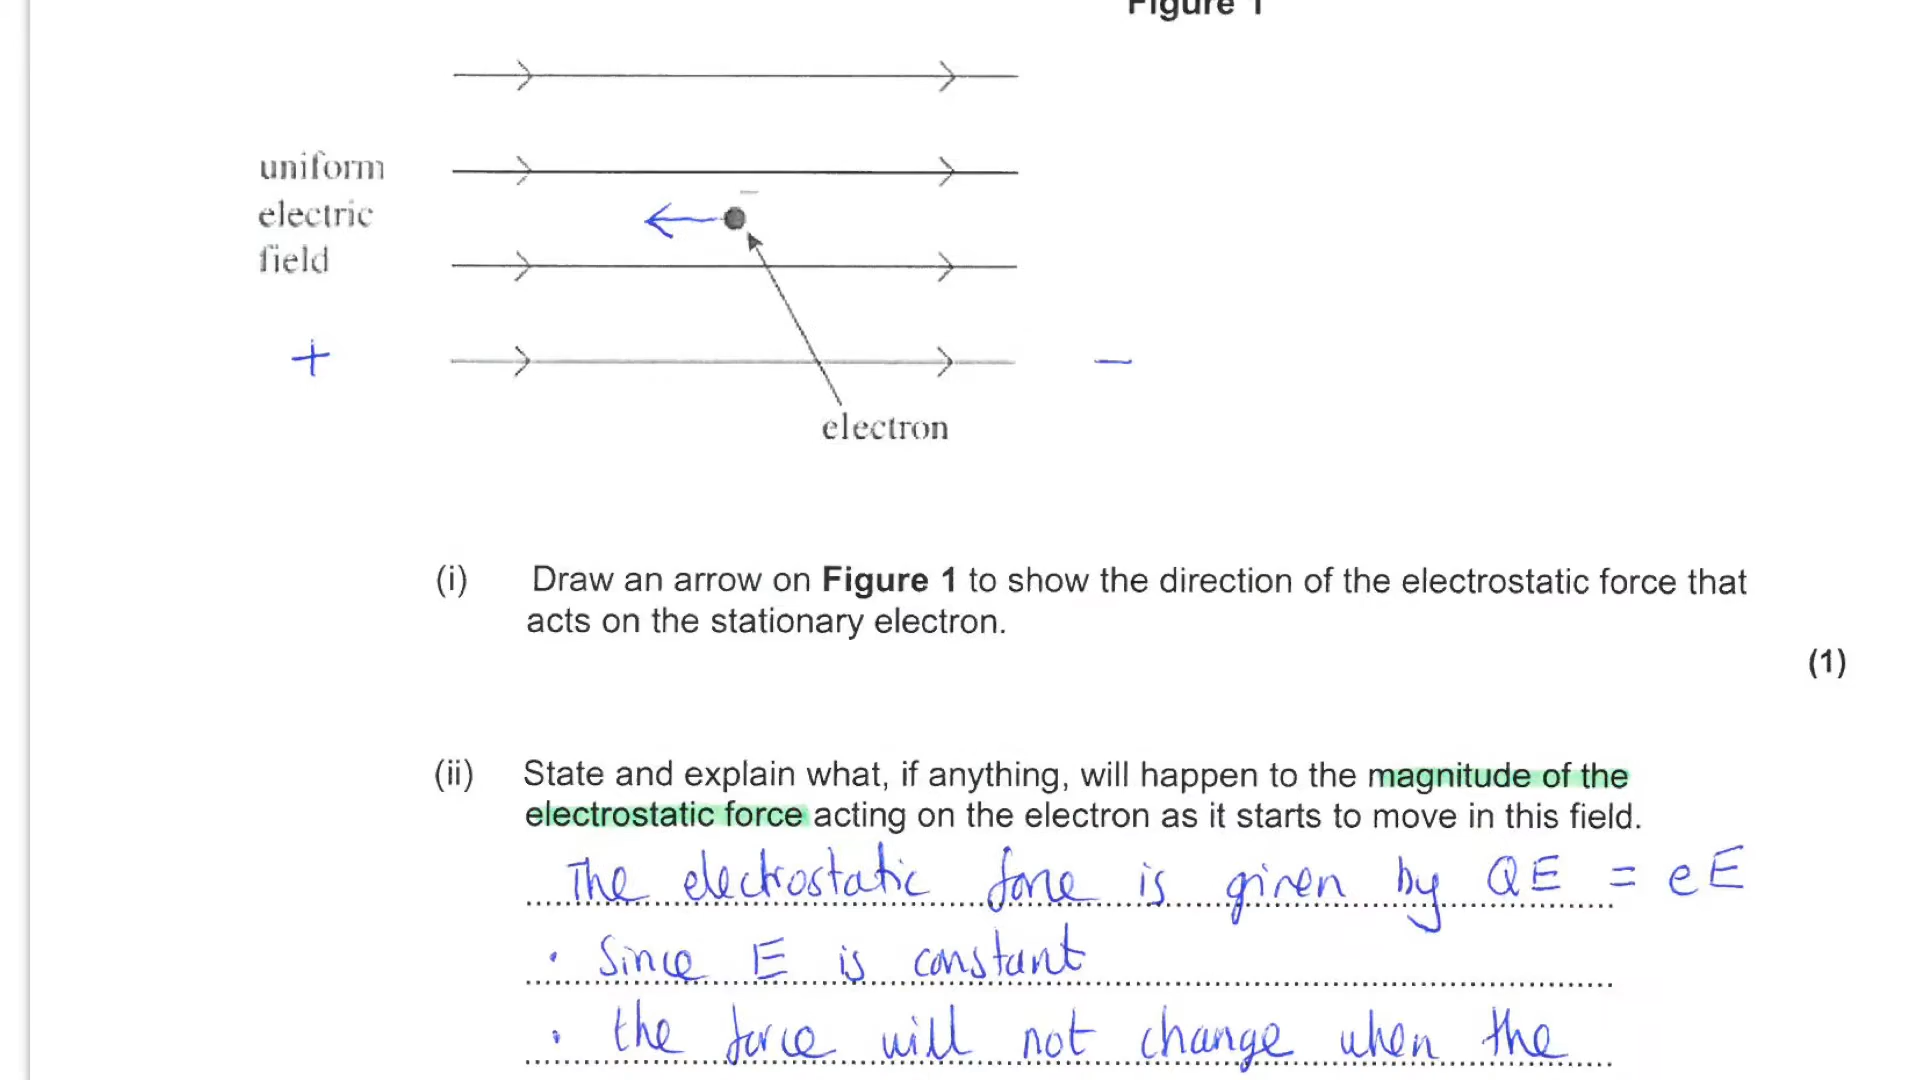 Figure 1
uniform
electric
field
+ −
−
electron
(i) Draw an arrow on Figure 1 to show the direction of the electrostatic force that
acts on the stationary electron.
(1)
(ii) State and explain what, if anything, will happen to the magnitude of the
electrostatic force acting on the electron as it starts to move in this field.
The electrostatic force is given by QE = eE
· Since E is constant
· the force will not change when the